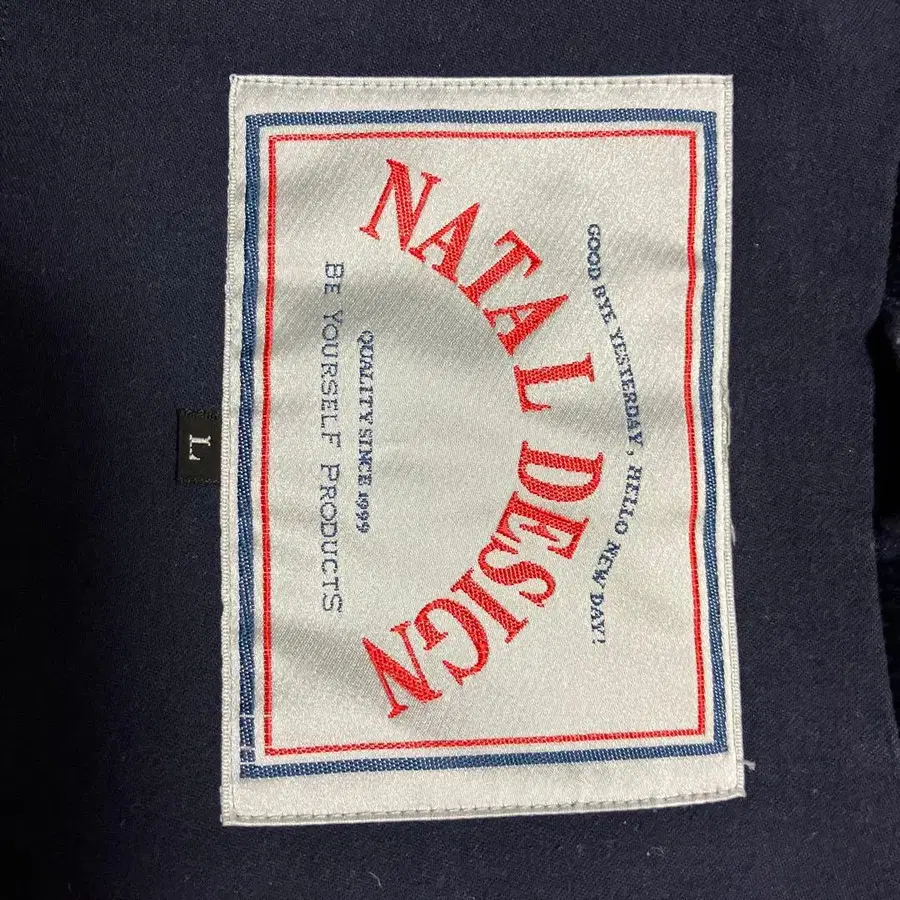 GOOD BYE YESTERDAY, HELLO NEW DAY!
NATAL DESIGN
QUALITY SINCE 1999
BE YOURSELF PRODUCTS
L